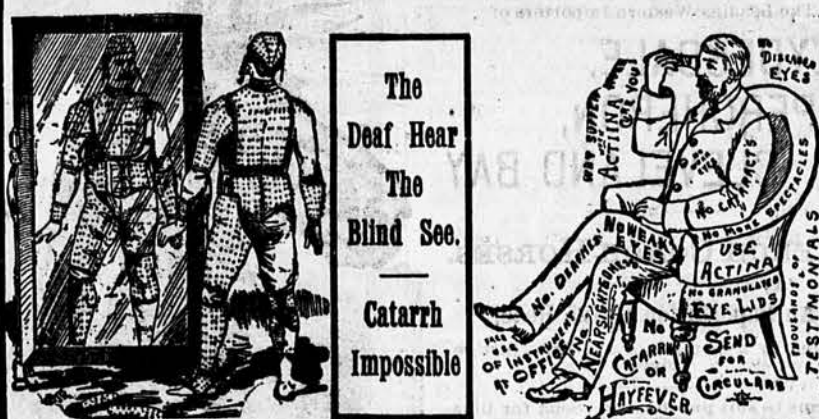 The
Deaf Hear
The
Blind See.
Catarrh
Impossible
NO
DISEASED
EYES
WHY SUFFER
ACTINA
CURE YOU
NO CATARACTS
NO MORE SPECTACLES
NO DEAFNESS
NO WEAK
EYES
USE
ACTINA
NO GRANULATED
EYE LIDS
FREE USE
OF INSTRUMENT
AT OFFICE
NO
NEARSIGHTEDNESS
NO
CATARRH
OR
HAYFEVER
SEND
FOR
CIRCULARS
THOUSANDS OF
TESTIMONIALS